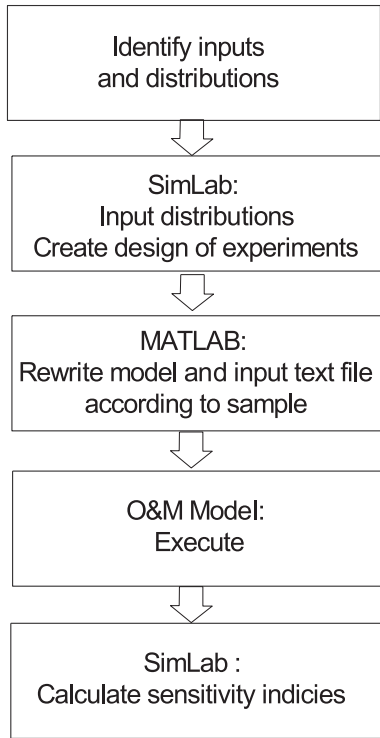 Identify inputs
and distributions
SimLab:
Input distributions
Create design of experiments
MATLAB:
Rewrite model and input text file
according to sample
O&M Model:
Execute
SimLab :
Calculate sensitivity indicies